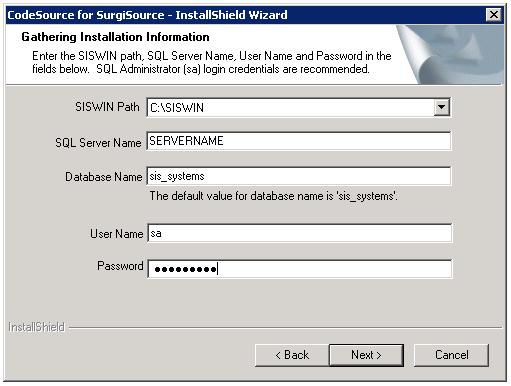 CodeSource for SurgiSource - InstallShield Wizard
Gathering Installation Information
Enter the SISWIN path, SQL Server Name, User Name and Password in the
fields below. SQL Administrator (sa) login credentials are recommended.
SISWIN Path C:\SISWIN
SQL Server Name SERVERNAME
Database Name sis_systems
The default value for database name is 'sis_systems'.
User Name sa
Password ●●●●●●●●●
InstallShield
< Back Next > Cancel